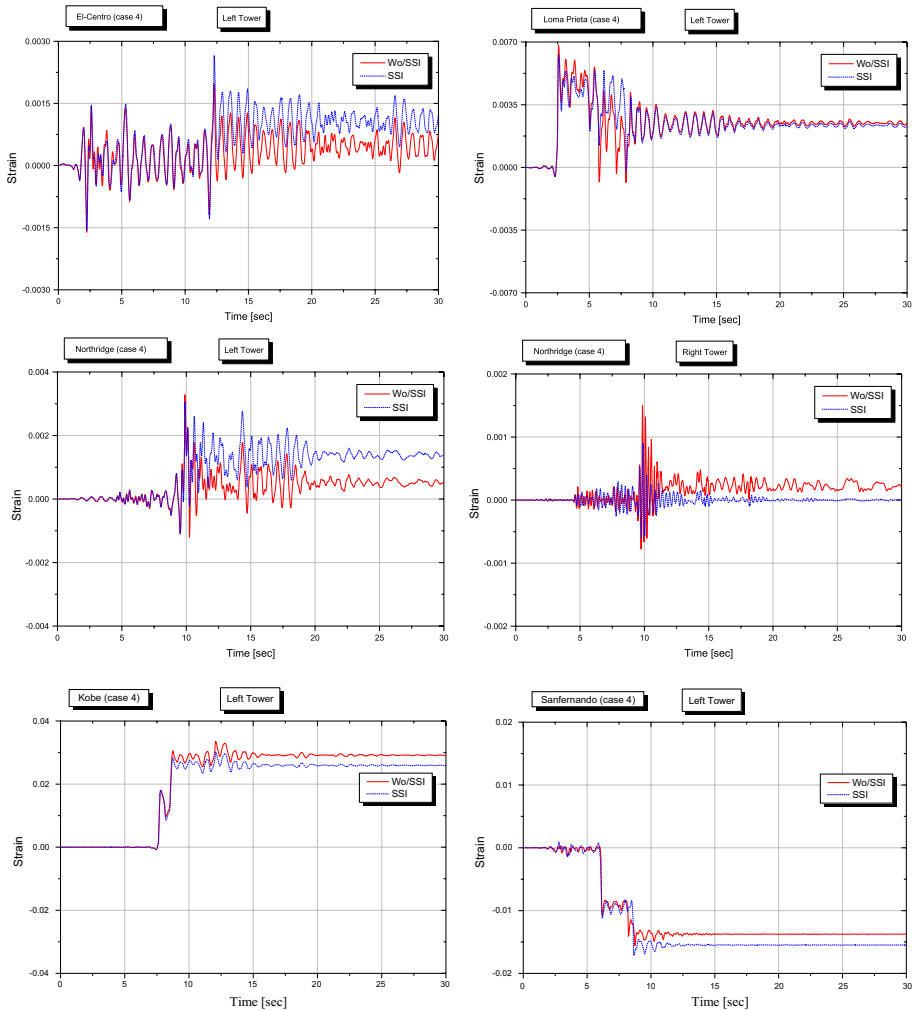 El-Centro (case 4)
Left Tower
0.0030
0.0015
0.0000
-0.0015
-0.0030
Strain
Wo/SSI
SSI
0 5 10 15 20 25 30
Time [sec]
Loma Prieta (case 4)
Left Tower
0.0070
0.0035
0.0000
-0.0035
-0.0070
Strain
Wo/SSI
SSI
0 5 10 15 20 25 30
Time [sec]
Northridge (case 4)
Left Tower
0.004
0.002
0.000
-0.002
-0.004
Strain
Wo/SSI
SSI
0 5 10 15 20 25 30
Time [sec]
Northridge (case 4)
Right Tower
0.002
0.001
0.000
-0.001
-0.002
Strain
Wo/SSI
SSI
0 5 10 15 20 25 30
Time [sec]
Kobe (case 4)
Left Tower
0.04
0.02
0.00
-0.02
-0.04
Strain
Wo/SSI
SSI
0 5 10 15 20 25 30
Time [sec]
Sanfernando (case 4)
Left Tower
0.02
0.01
0.00
-0.01
-0.02
Strain
Wo/SSI
SSI
0 5 10 15 20 25 30
Time [sec]